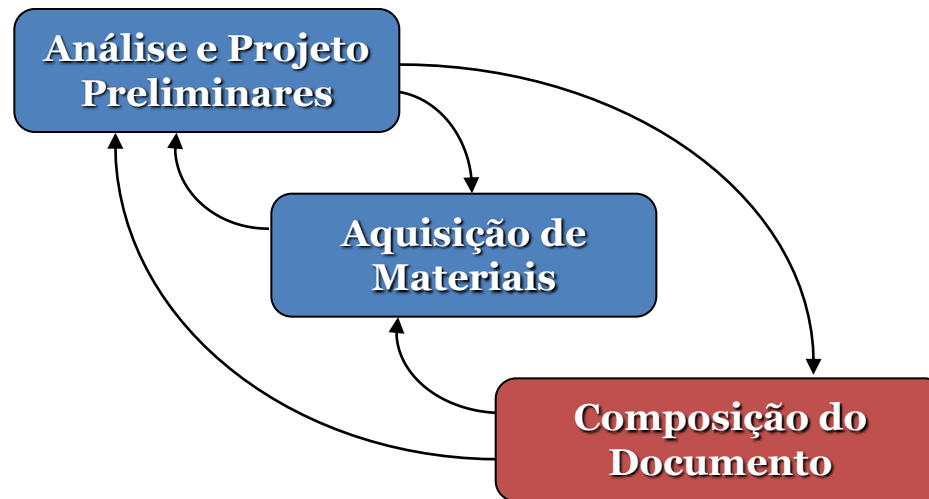 Análise e Projeto
Preliminares
Aquisição de
Materiais
Composição do
Documento